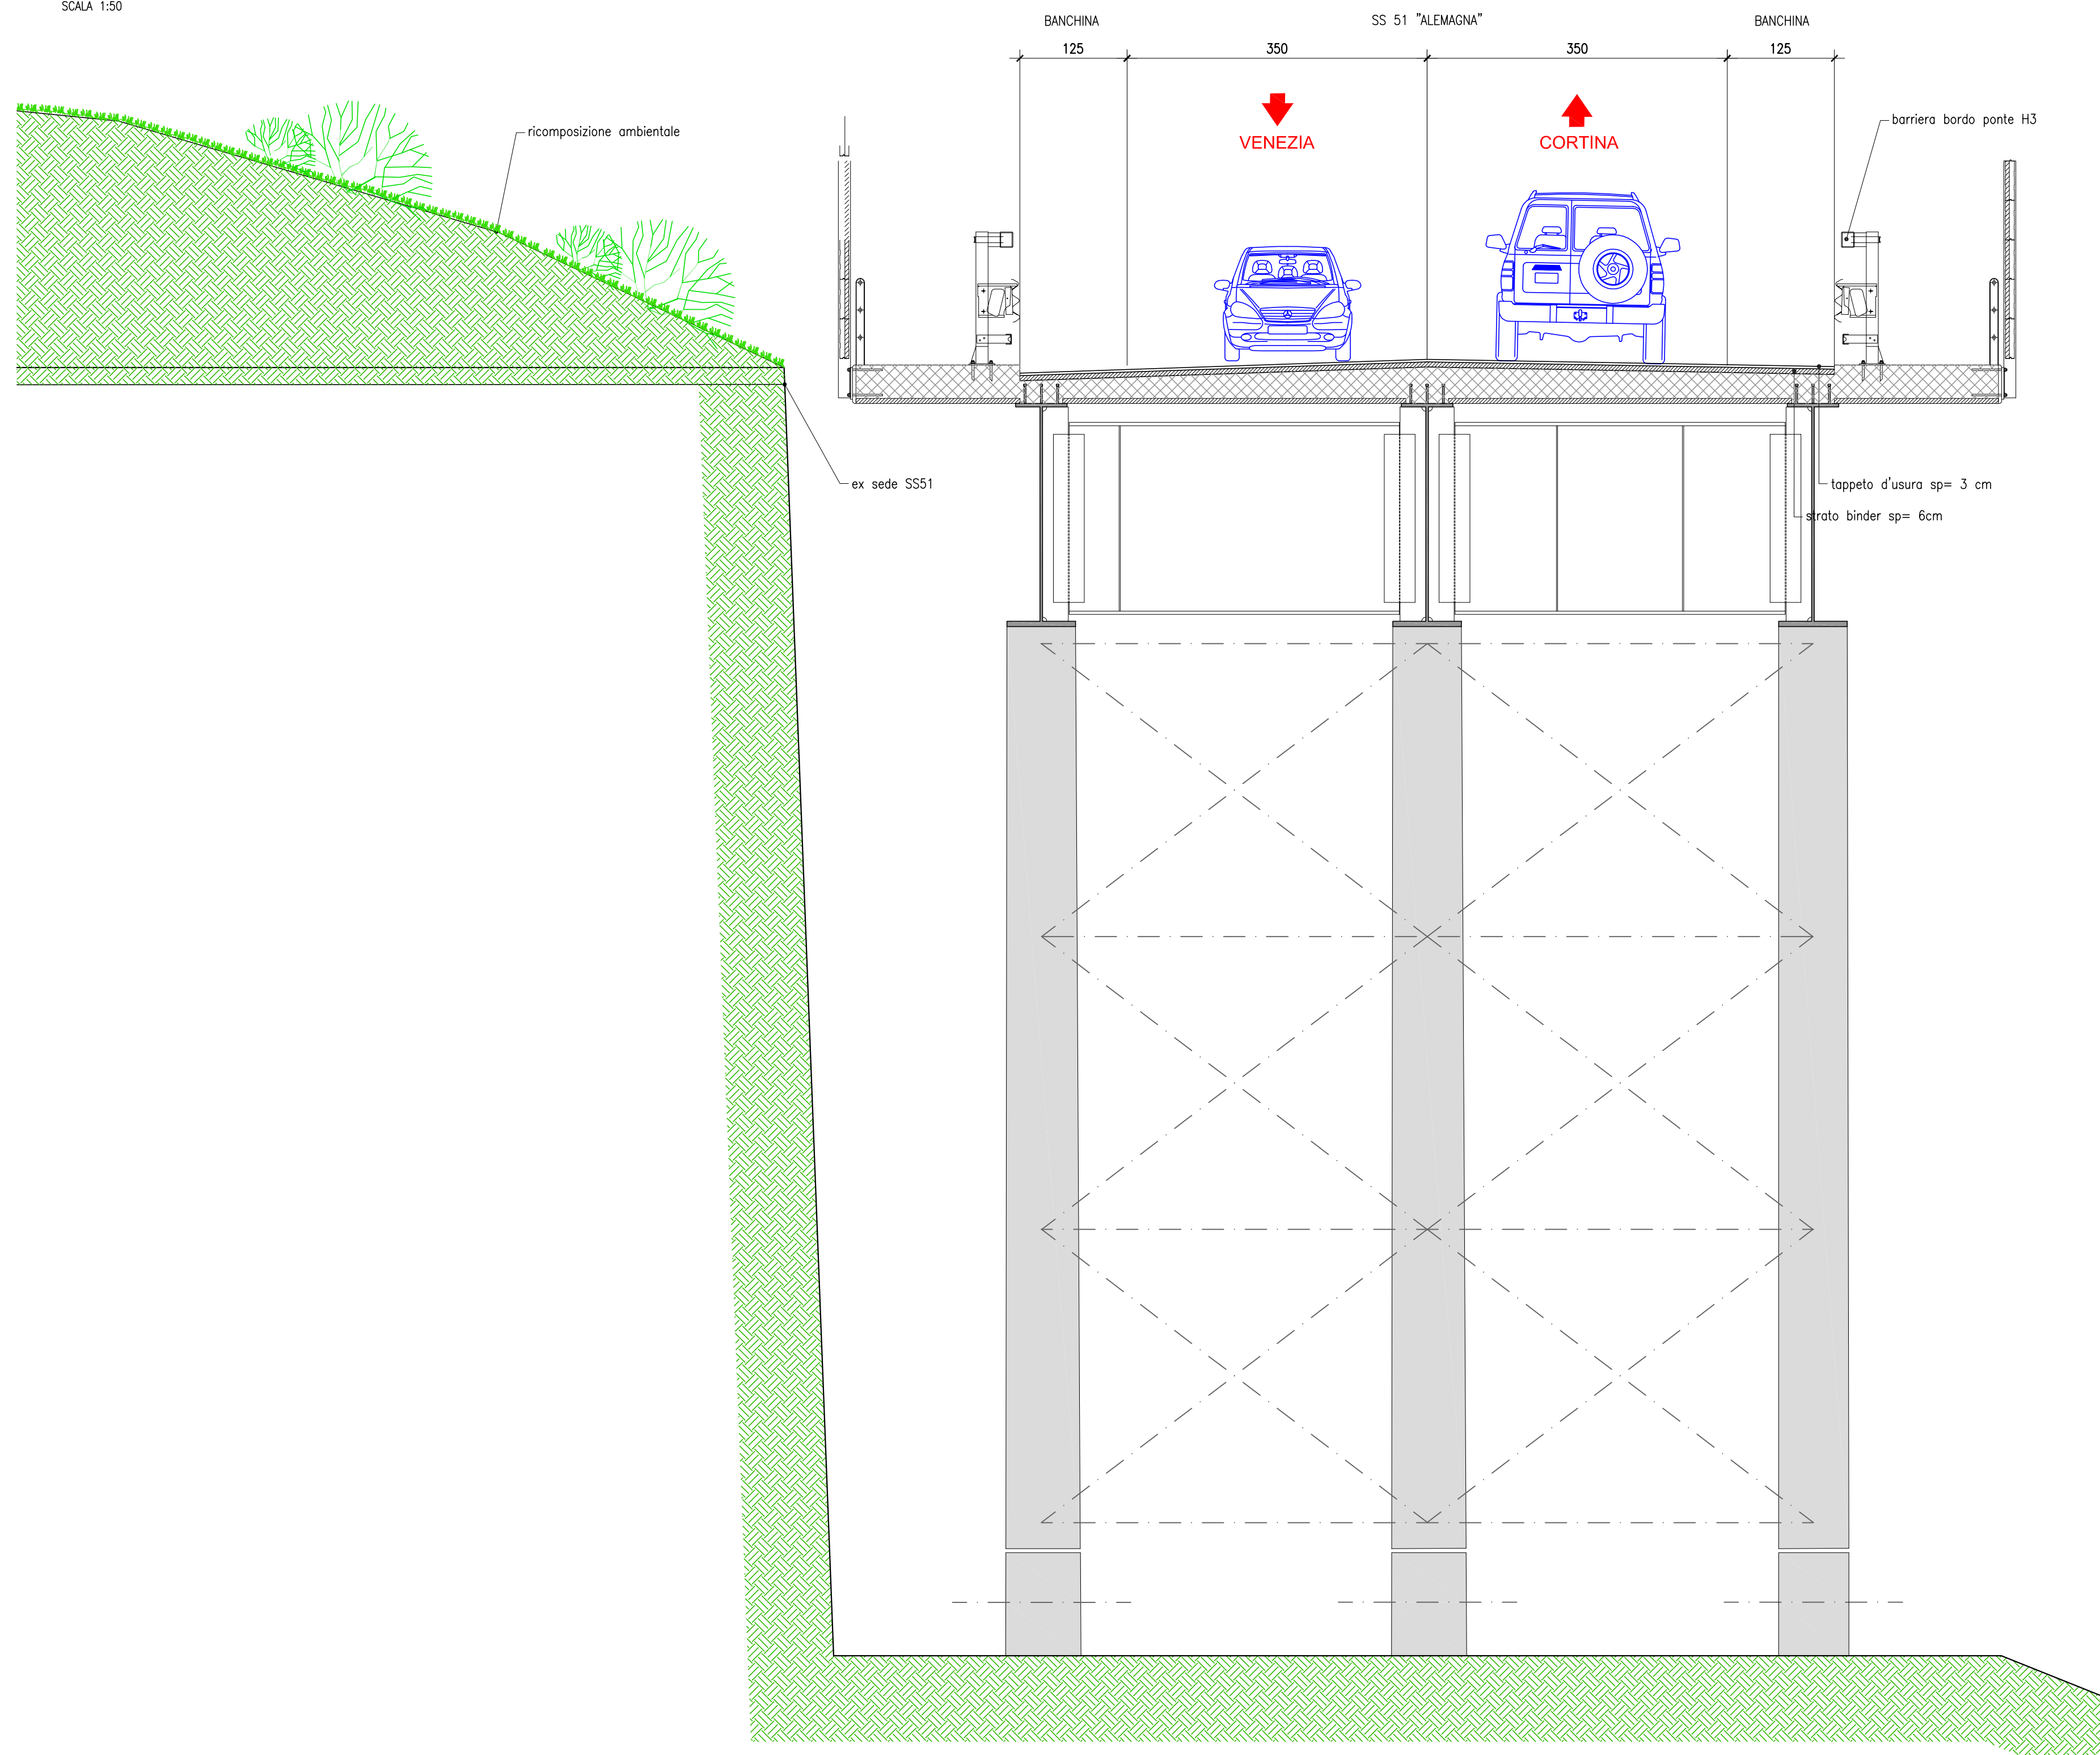 SCALA 1:50
BANCHINA
SS 51 "ALEMAGNA"
BANCHINA
125
350
350
125
VENEZIA
CORTINA
ricomposizione ambientale
barriera bordo ponte H3
ex sede SS51
tappeto d'usura sp= 3 cm
strato binder sp= 6cm